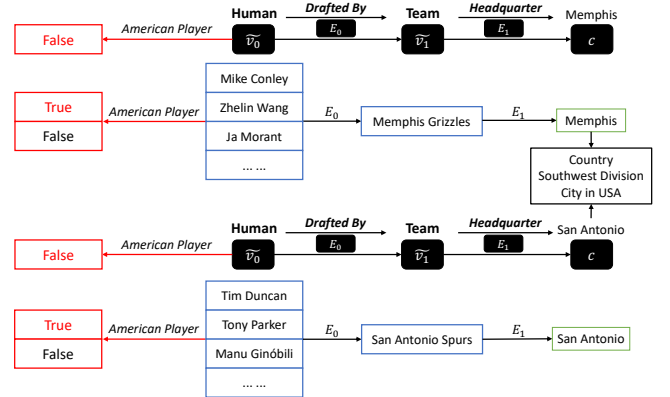 Human Drafted By Team Headquarter Memphis
False American Player ṽ₀ E₀ ṽ₁ E₁ c
Mike Conley
True American Player Zhelin Wang E₀ Memphis Grizzles E₁ Memphis
False Ja Morant
... ...
Country
Southwest Division
City in USA
Human Drafted By Team Headquarter San Antonio
False American Player ṽ₀ E₀ ṽ₁ E₁ c
Tim Duncan
True American Player Tony Parker E₀ San Antonio Spurs E₁ San Antonio
False Manu Ginóbili
... ...